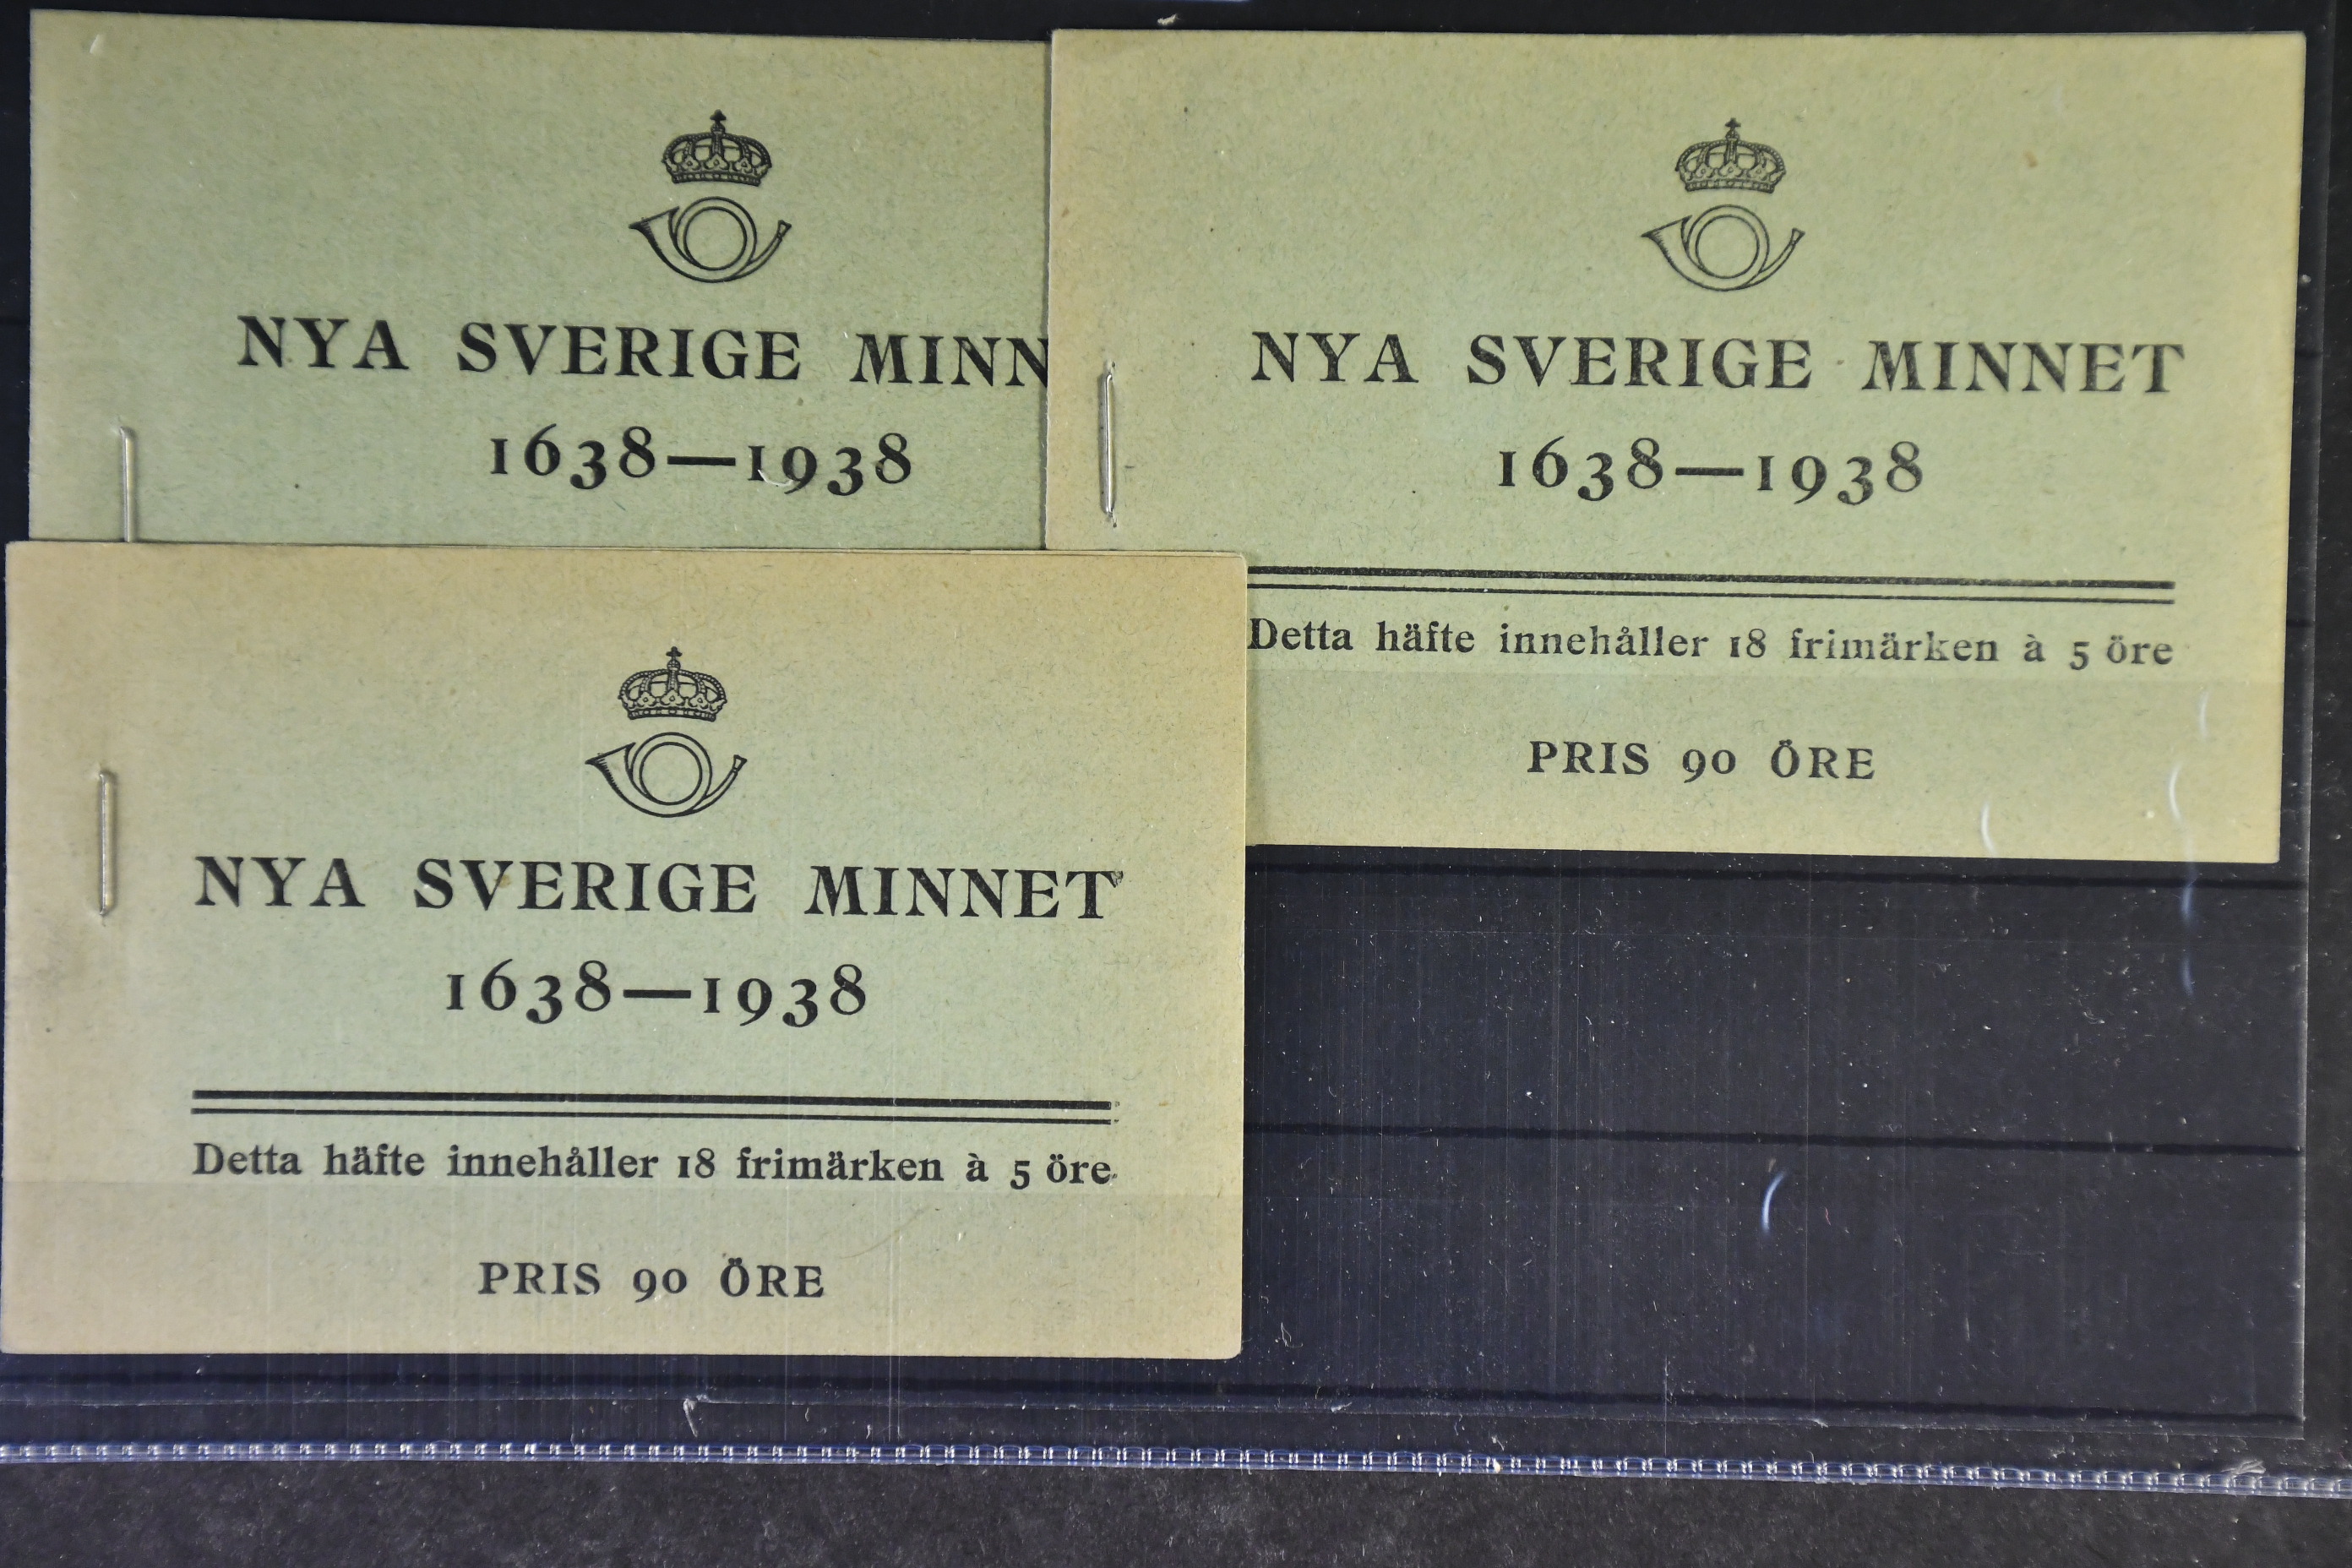 NYA SVERIGE MINN
1638—1938
NYA SVERIGE MINNET
1638—1938
Detta häfte innehåller 18 frimärken à 5 öre
PRIS 90 ÖRE
NYA SVERIGE MINNET
1638—1938
Detta häfte innehåller 18 frimärken à 5 öre
PRIS 90 ÖRE